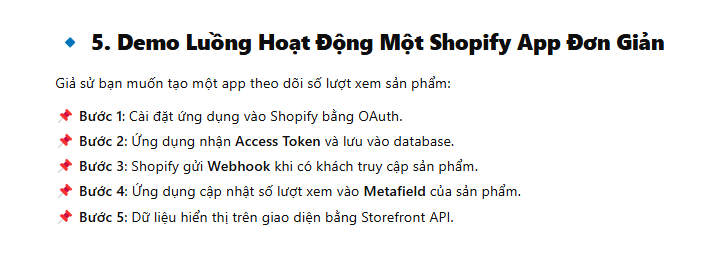 🔹 5. Demo Luồng Hoạt Động Một Shopify App Đơn Giản
Giả sử bạn muốn tạo một app theo dõi số lượt xem sản phẩm:
📌 Bước 1: Cài đặt ứng dụng vào Shopify bằng OAuth.
📌 Bước 2: Ứng dụng nhận Access Token và lưu vào database.
📌 Bước 3: Shopify gửi Webhook khi có khách truy cập sản phẩm.
📌 Bước 4: Ứng dụng cập nhật số lượt xem vào Metafield của sản phẩm.
📌 Bước 5: Dữ liệu hiển thị trên giao diện bằng Storefront API.